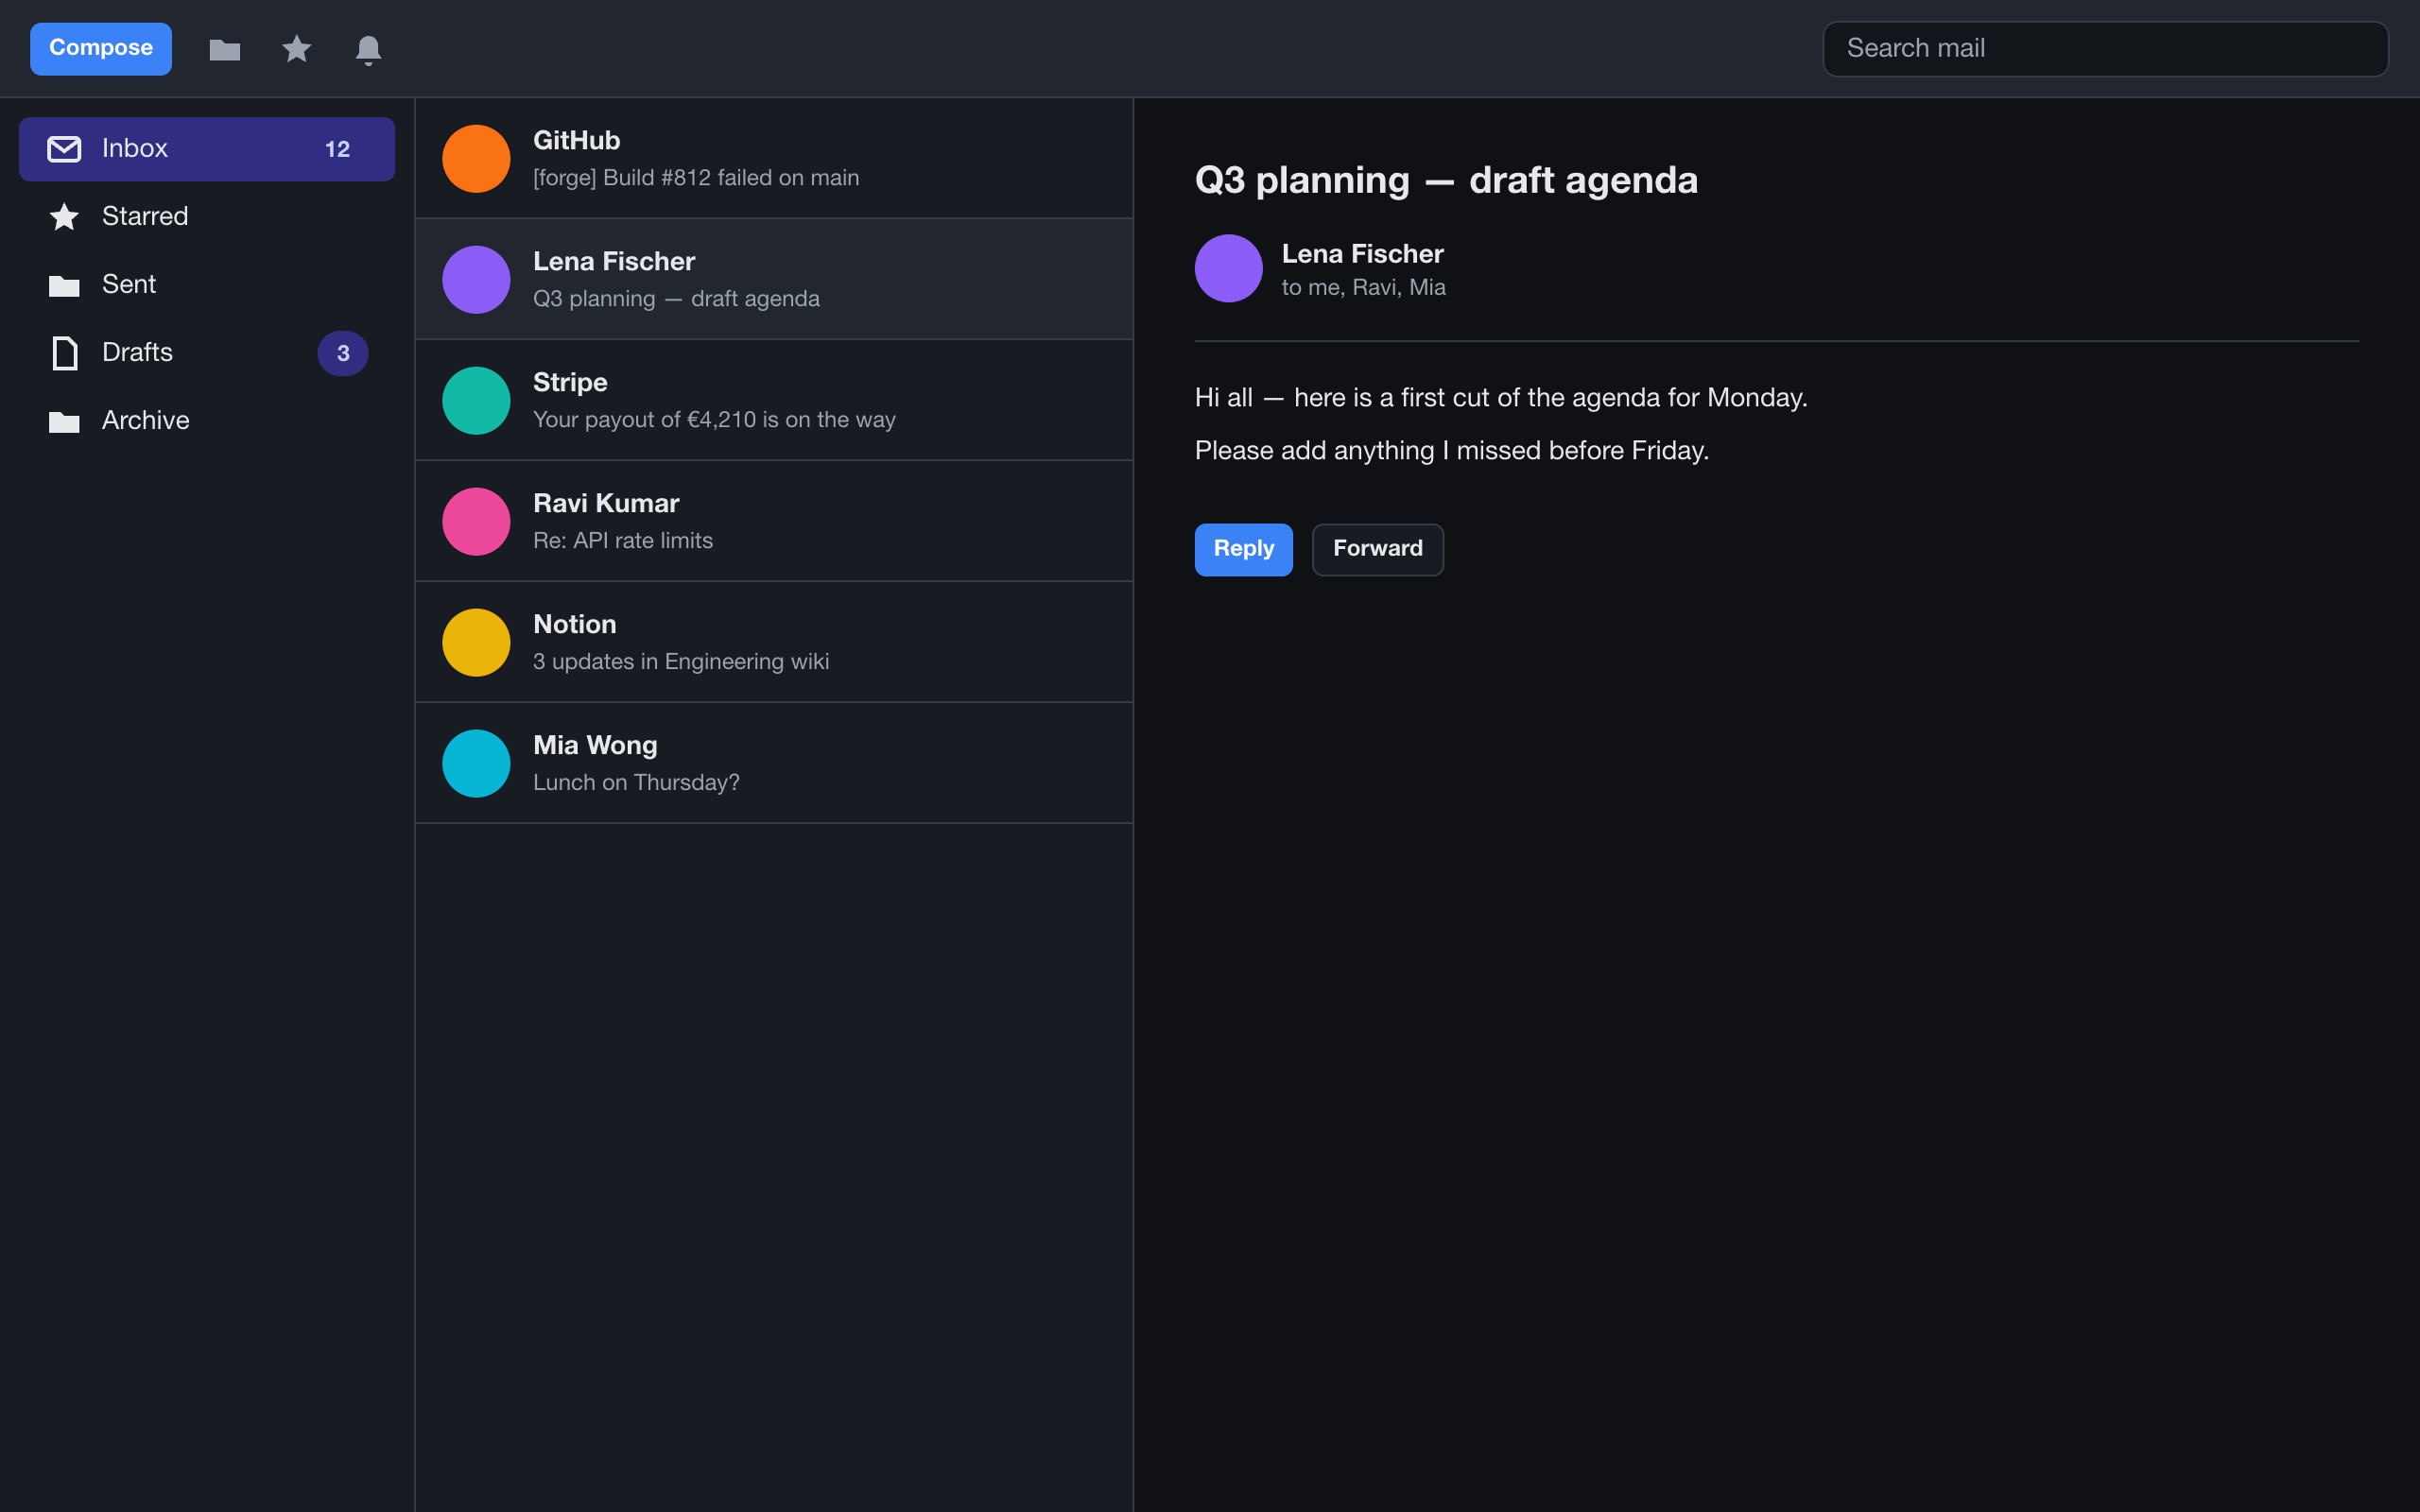 Compose
Search mail
Inbox 12
Starred
Sent
Drafts 3
Archive
GitHub
[forge] Build #812 failed on main
Lena Fischer
Q3 planning — draft agenda
Stripe
Your payout of €4,210 is on the way
Ravi Kumar
Re: API rate limits
Notion
3 updates in Engineering wiki
Mia Wong
Lunch on Thursday?
Q3 planning — draft agenda
Lena Fischer
to me, Ravi, Mia
Hi all — here is a first cut of the agenda for Monday.
Please add anything I missed before Friday.
Reply
Forward